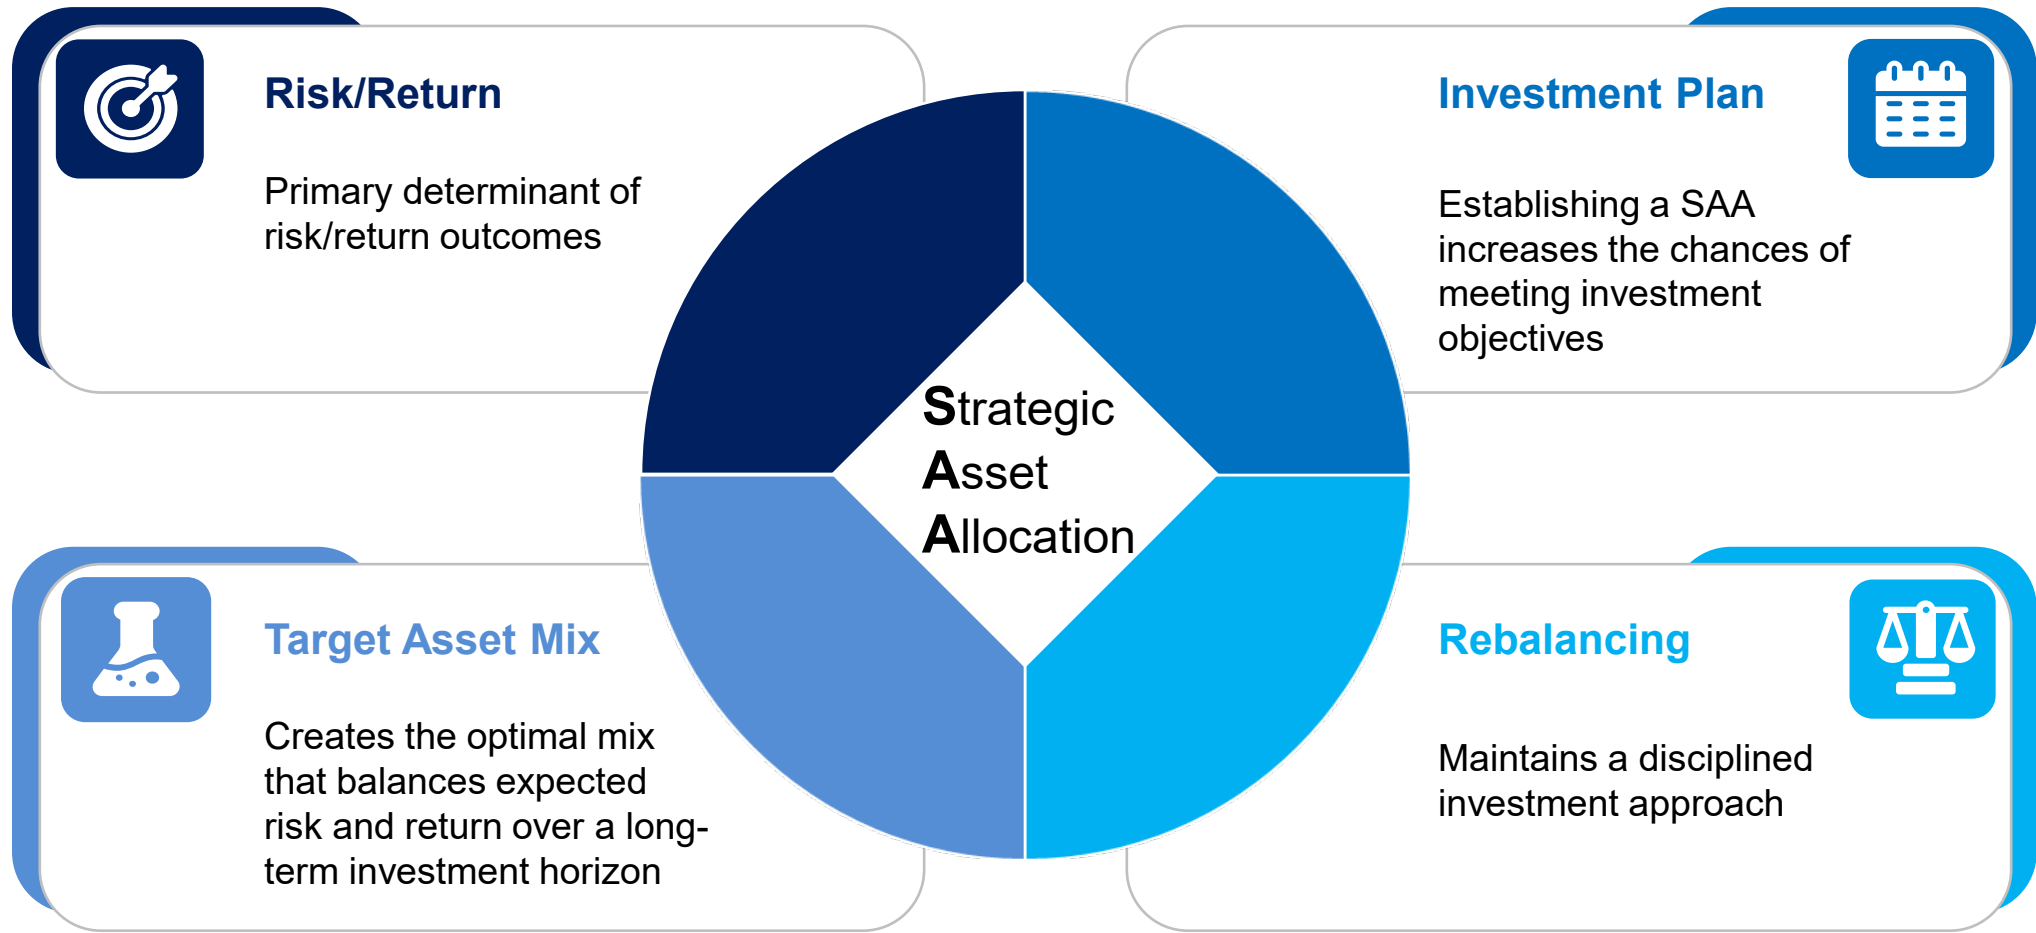 Risk/Return
Primary determinant of
risk/return outcomes
Investment Plan
Establishing a SAA
increases the chances of
meeting investment
objectives
Strategic
Asset
Allocation
Target Asset Mix
Creates the optimal mix
that balances expected
risk and return over a long-
term investment horizon
Rebalancing
Maintains a disciplined
investment approach